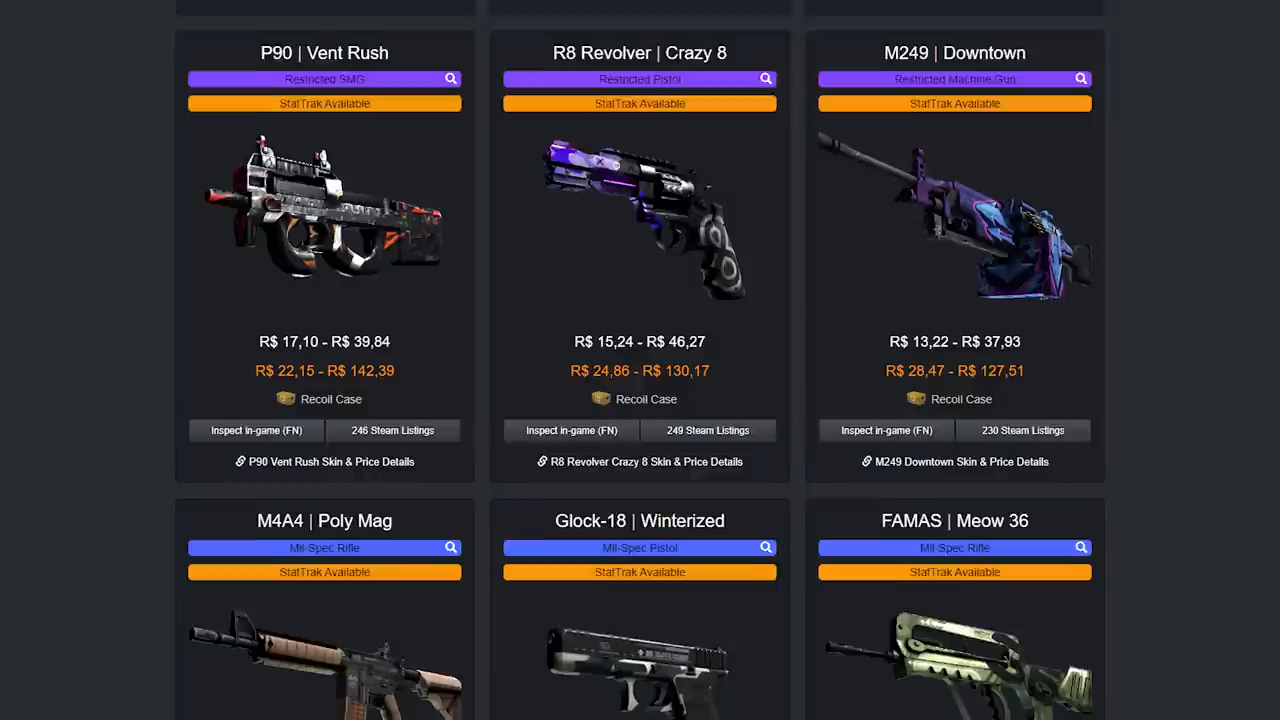 P90 | Vent Rush
Restricted SMG
StatTrak Available
R$ 17,10 - R$ 39,84
R$ 22,15 - R$ 142,39
Recoil Case
Inspect in-game (FN)
246 Steam Listings
P90 Vent Rush Skin & Price Details
R8 Revolver | Crazy 8
Restricted Pistol
StatTrak Available
R$ 15,24 - R$ 46,27
R$ 24,86 - R$ 130,17
Recoil Case
Inspect in-game (FN)
249 Steam Listings
R8 Revolver Crazy 8 Skin & Price Details
M249 | Downtown
Restricted Machine Gun
StatTrak Available
R$ 13,22 - R$ 37,93
R$ 28,47 - R$ 127,51
Recoil Case
Inspect in-game (FN)
230 Steam Listings
M249 Downtown Skin & Price Details
M4A4 | Poly Mag
Mil-Spec Rifle
StatTrak Available
Glock-18 | Winterized
Mil-Spec Pistol
StatTrak Available
FAMAS | Meow 36
Mil-Spec Rifle
StatTrak Available